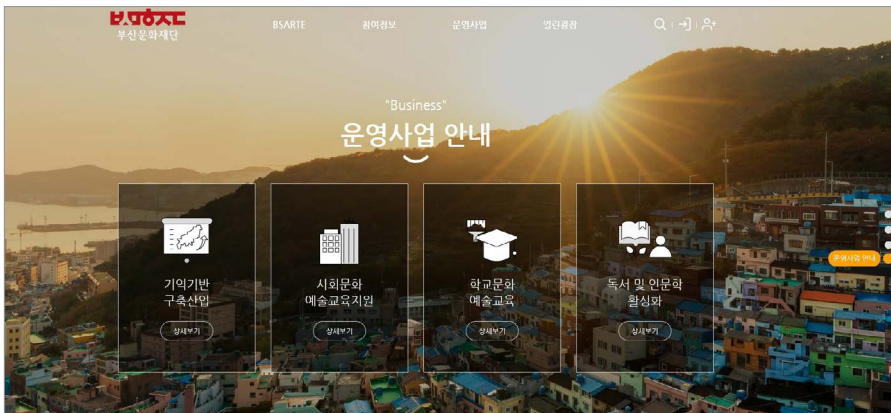 부산문화재단
BSARTE 참여정보 운영사업 열린광장
"Business"
운영사업 안내
기억기반 시회문화 학교문화 독서 및 인문학
구축산입 예술교육지원 예술교육 활싱화
상세보기 상세보기 상세보기 상세보기
운영사업 안내